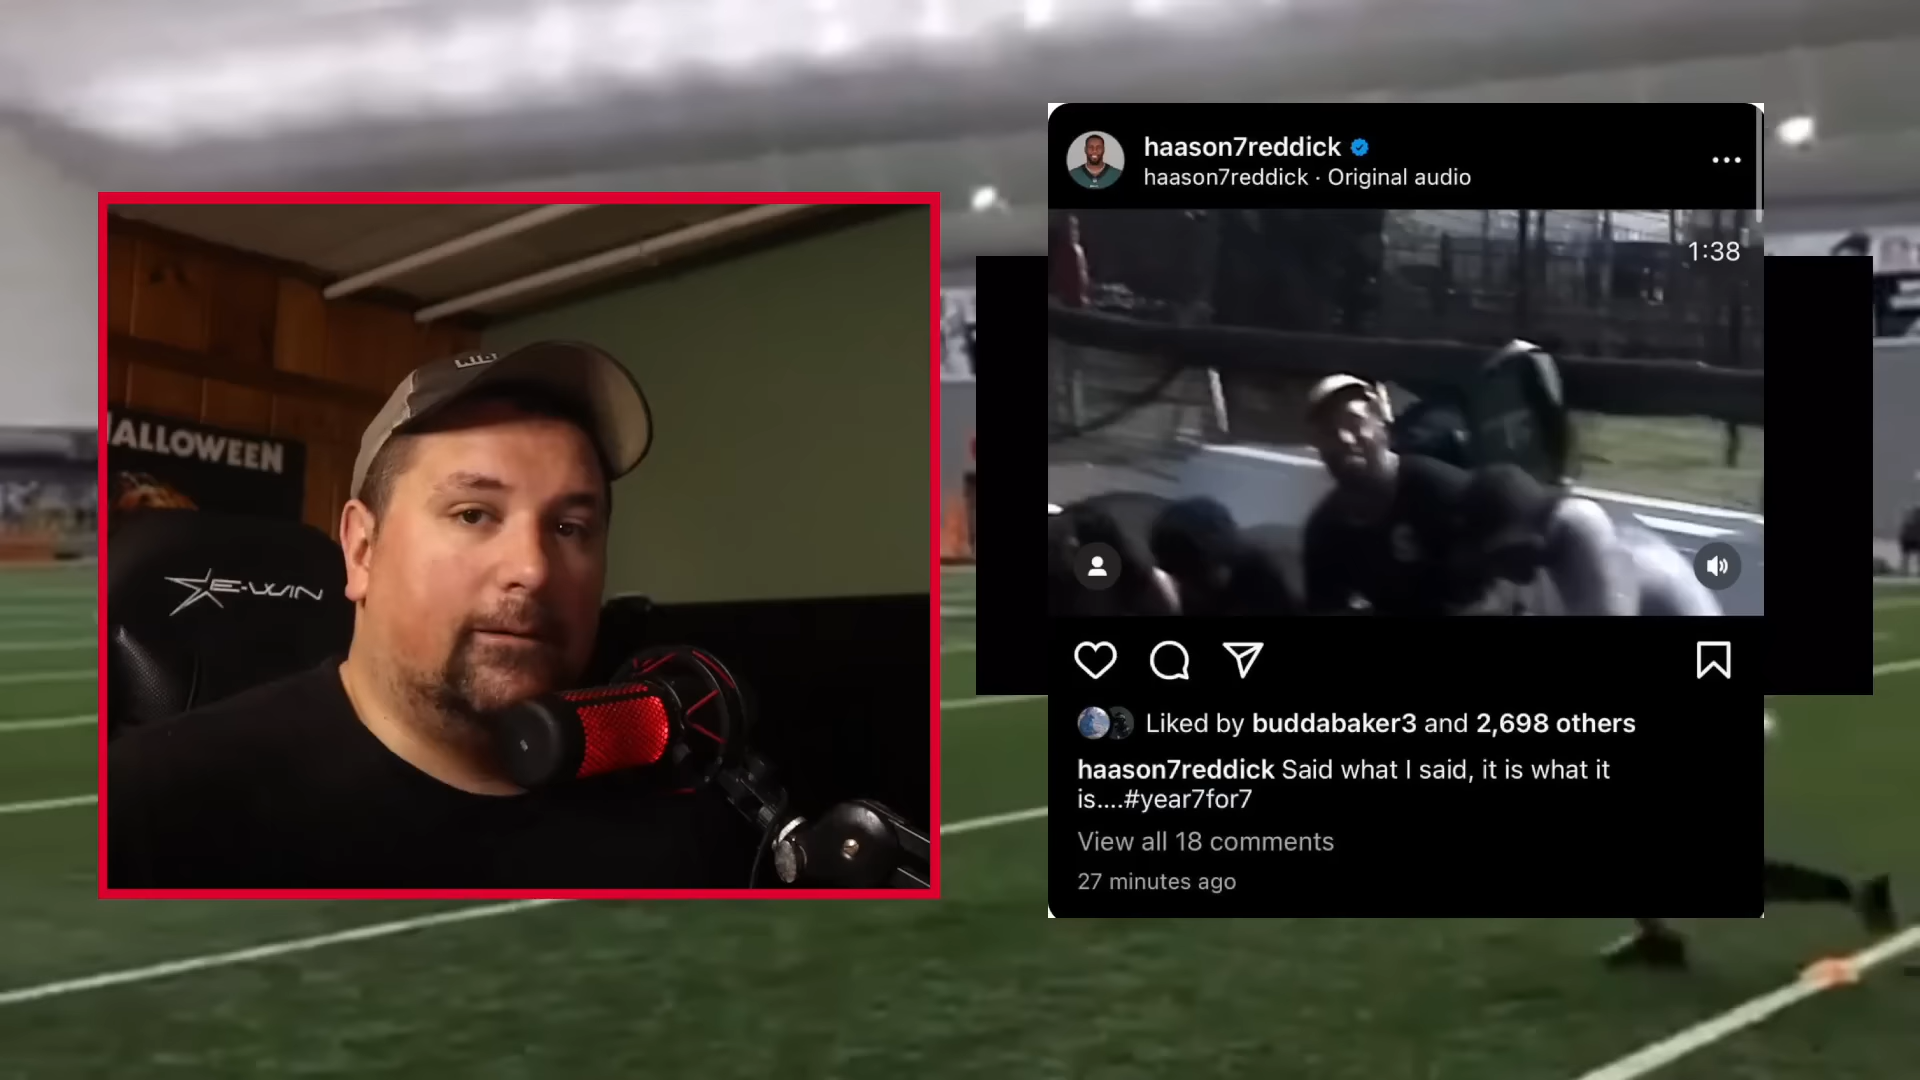 haason7reddick
haason7reddick · Original audio
1:38
ALLOWEEN
E-WIN
Liked by buddabaker3 and 2,698 others
haason7reddick Said what I said, it is what it
is....#year7for7
View all 18 comments
27 minutes ago